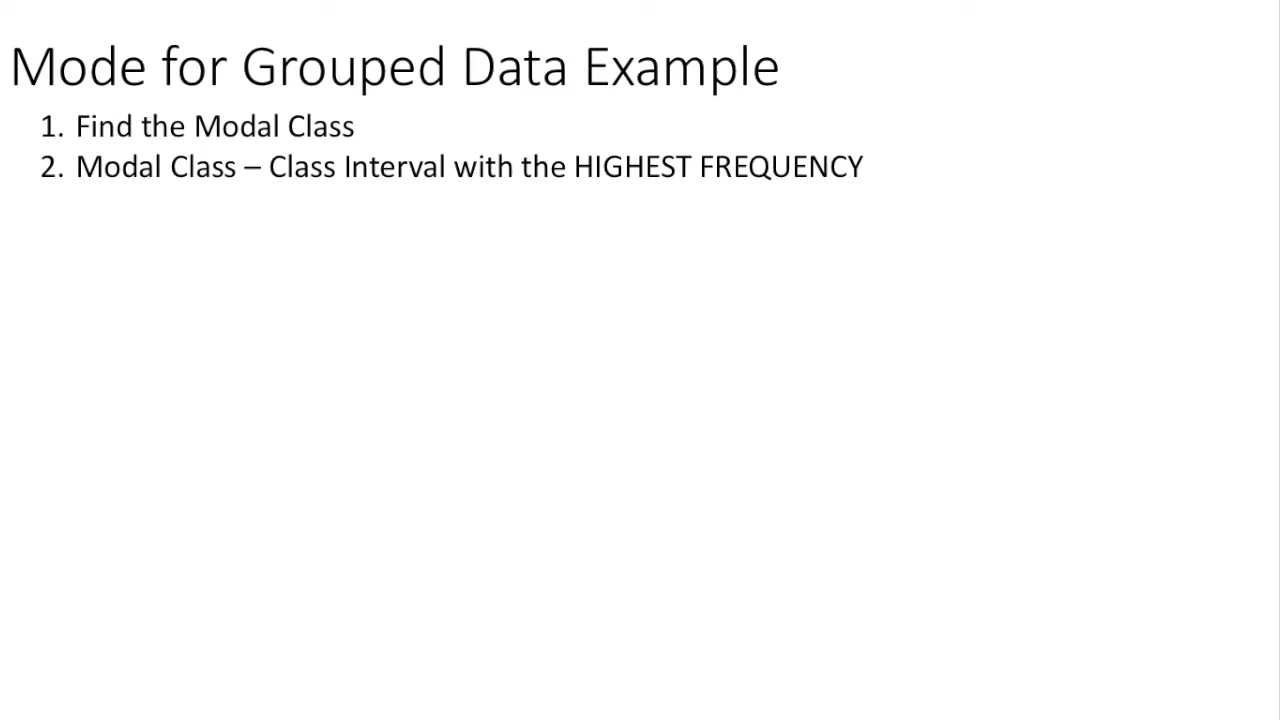 Mode for Grouped Data Example
1. Find the Modal Class
2. Modal Class – Class Interval with the HIGHEST FREQUENCY